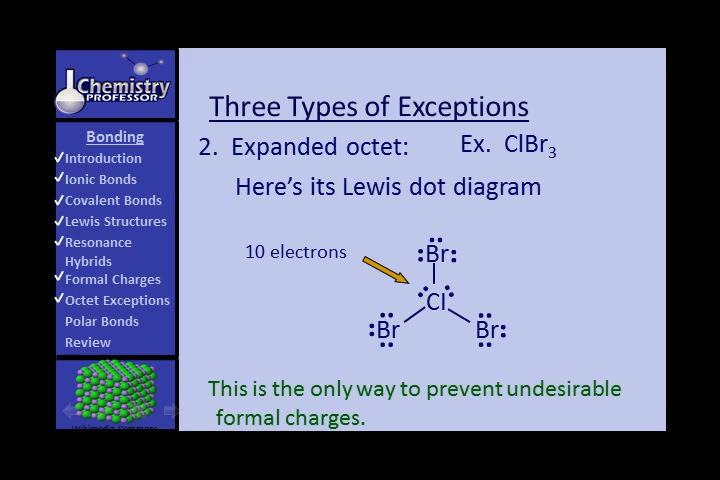 Chemistry
PROFESSOR
Bonding
Introduction
Ionic Bonds
Covalent Bonds
Lewis Structures
Resonance
Hybrids
Formal Charges
Octet Exceptions
Polar Bonds
Review
Wikimedia Commons
Three Types of Exceptions
2. Expanded octet: Ex. ClBr3
Here's its Lewis dot diagram
10 electrons
Br
Cl
Br Br
This is the only way to prevent undesirable
formal charges.